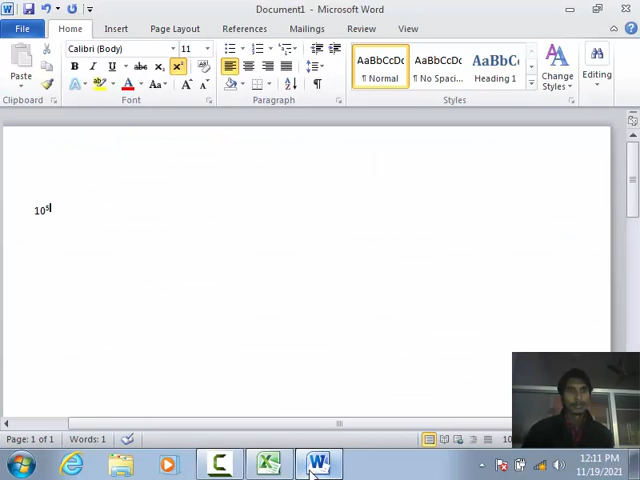 Document1 - Microsoft Word
File Home Insert Page Layout References Mailings Review View
Calibri (Body) 11
AaBbCcDc AaBbCcDc AaBbC
Paste
B I U abc x₂ x²
¶ Normal ¶ No Spaci... Heading 1
Change Styles
Editing
A Aa A A
Clipboard Font Paragraph Styles
10⁵
Page: 1 of 1 Words: 1
12:11 PM
11/19/2021